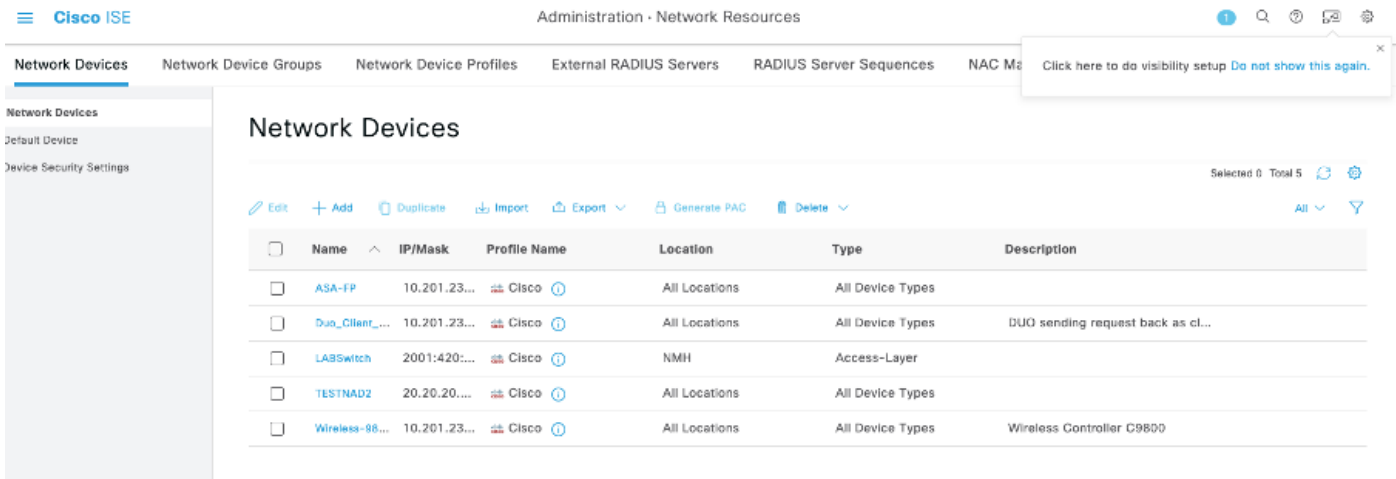 Cisco ISE
Administration · Network Resources
1
Network Devices Network Device Groups Network Device Profiles External RADIUS Servers RADIUS Server Sequences NAC Ma
Click here to do visibility setup Do not show this again.
Network Devices
Default Device
Device Security Settings
Network Devices
Selected 0 Total 5
Edit Add Duplicate Import Export Generate PAC Delete All
Name IP/Mask Profile Name Location Type Description
ASA-FP 10.201.23... Cisco All Locations All Device Types
Duo_Client_... 10.201.23... Cisco All Locations All Device Types DUO sending request back as cl...
LABSwitch 2001:420:... Cisco NMH Access-Layer
TESTNAD2 20.20.20.... Cisco All Locations All Device Types
Wireless-98... 10.201.23... Cisco All Locations All Device Types Wireless Controller C9800